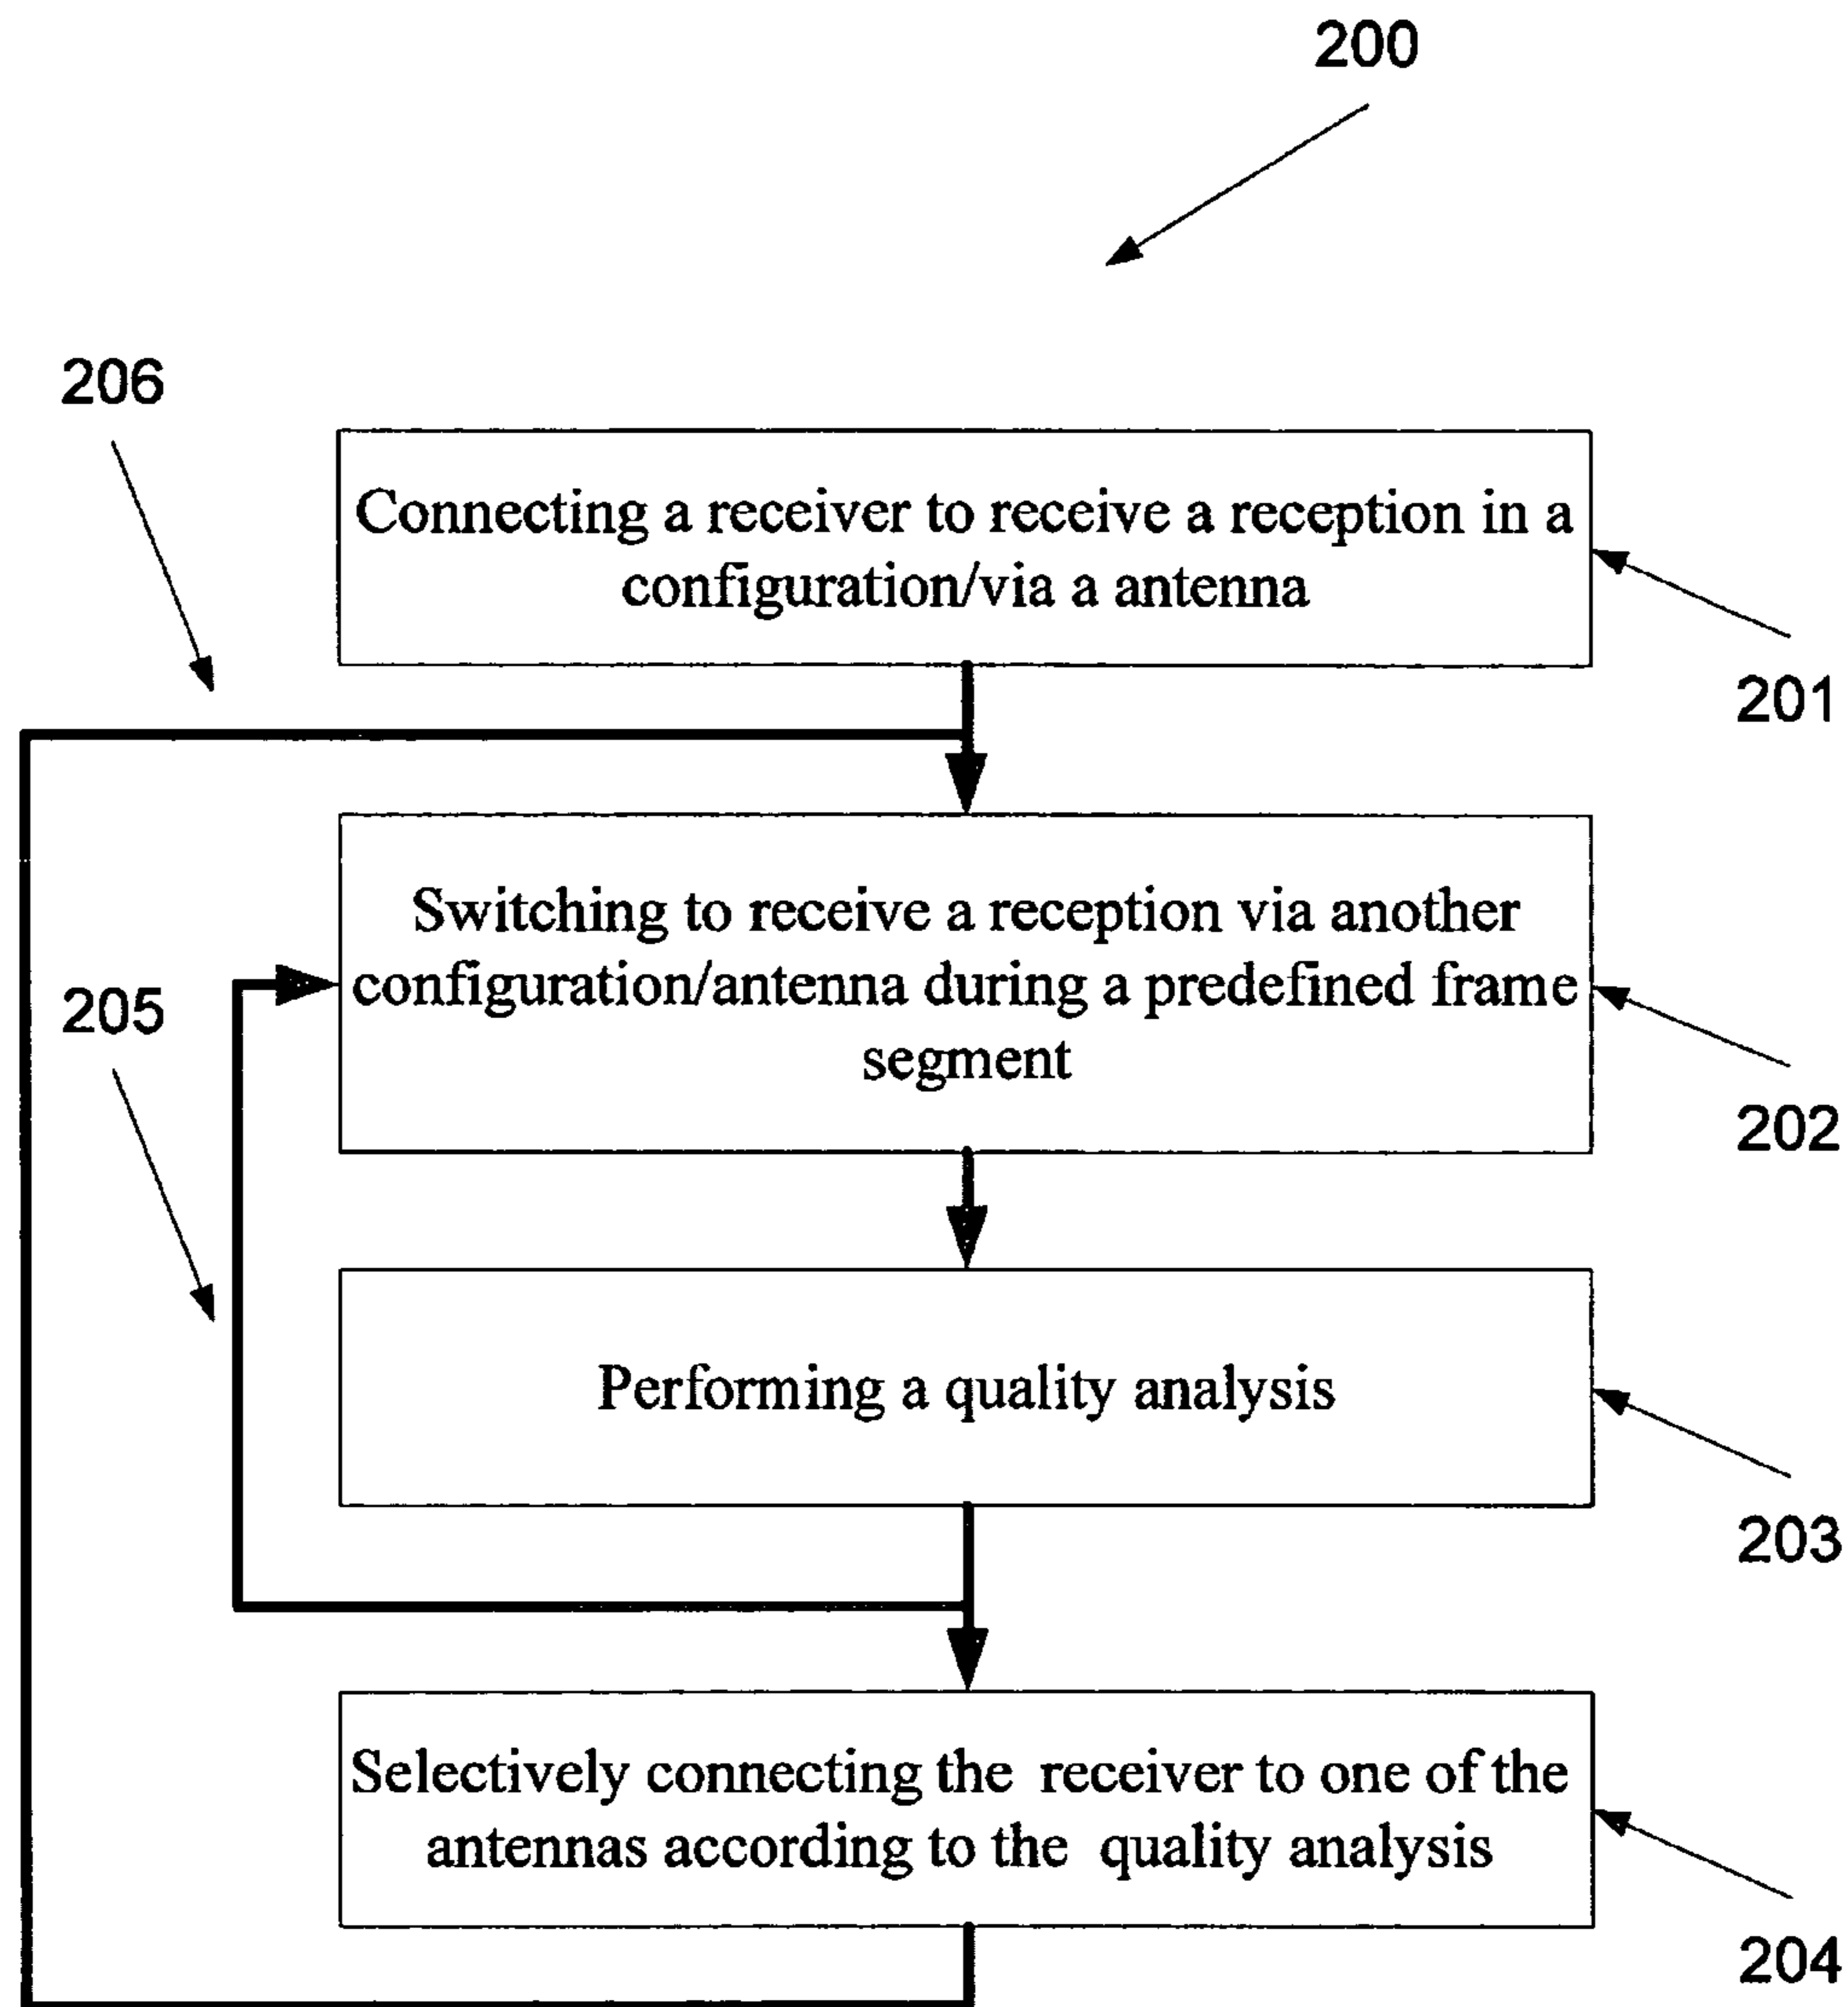 200
206
Connecting a receiver to receive a reception in a
configuration/via a antenna
201
Switching to receive a reception via another
configuration/antenna during a predefined frame
segment
205
202
Performing a quality analysis
203
Selectively connecting the receiver to one of the
antennas according to the quality analysis
204